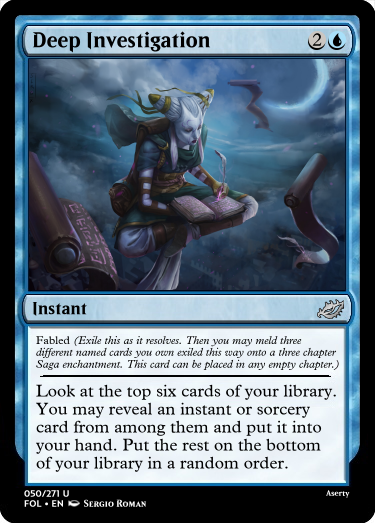 Deep Investigation 2
Instant
Fabled (Exile this as it resolves. Then you may meld three
different named cards you own exiled this way onto a three chapter
Saga enchantment. This card can be placed in any empty chapter.)
Look at the top six cards of your library.
You may reveal an instant or sorcery
card from among them and put it into
your hand. Put the rest on the bottom
of your library in a random order.
050/271 U
Aserty
FOL • EN Sergio Roman